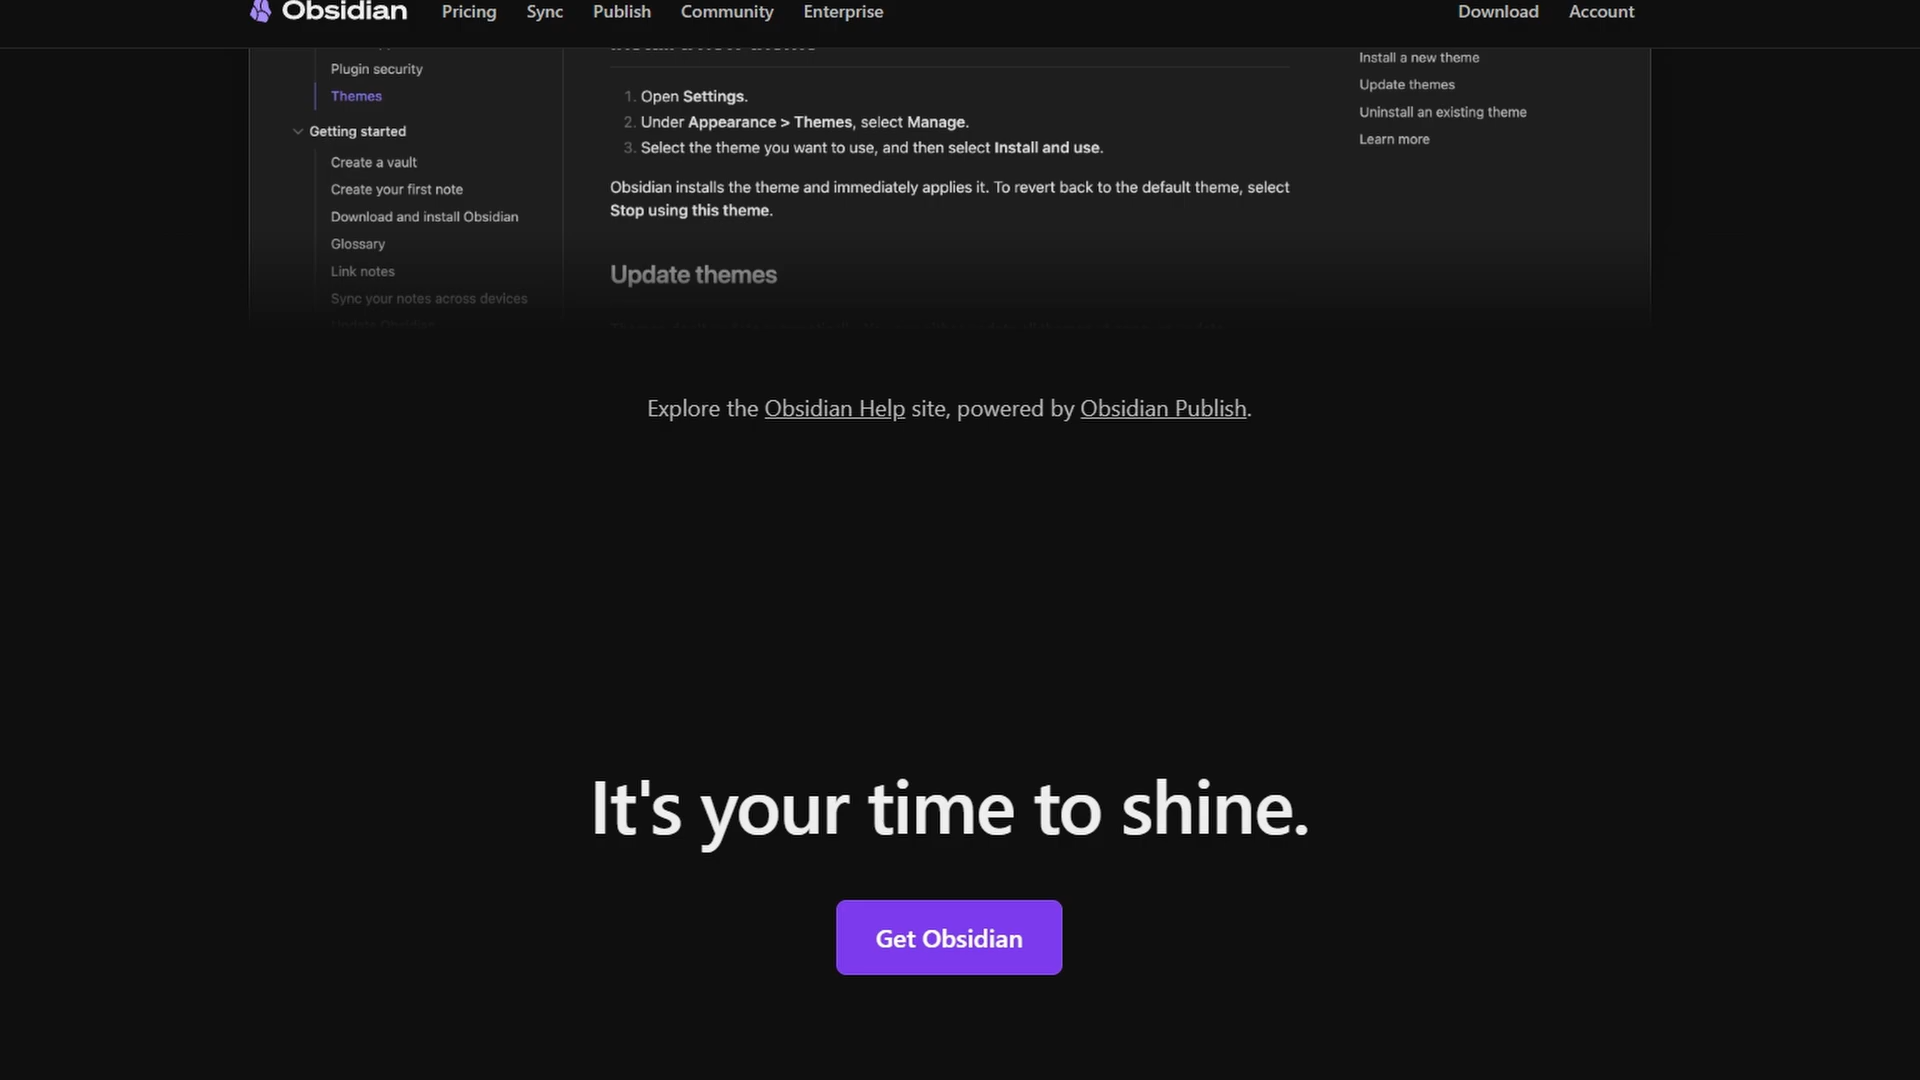 Obsidian Pricing Sync Publish Community Enterprise Download Account
Plugin security
Themes
Getting started
Create a vault
Create your first note
Download and install Obsidian
Glossary
Link notes
Sync your notes across devices
Update Obsidian
1. Open Settings.
2. Under Appearance > Themes, select Manage.
3. Select the theme you want to use, and then select Install and use.
Obsidian installs the theme and immediately applies it. To revert back to the default theme, select
Stop using this theme.
Update themes
Install a new theme
Update themes
Uninstall an existing theme
Learn more
Explore the Obsidian Help site, powered by Obsidian Publish.
It's your time to shine.
Get Obsidian